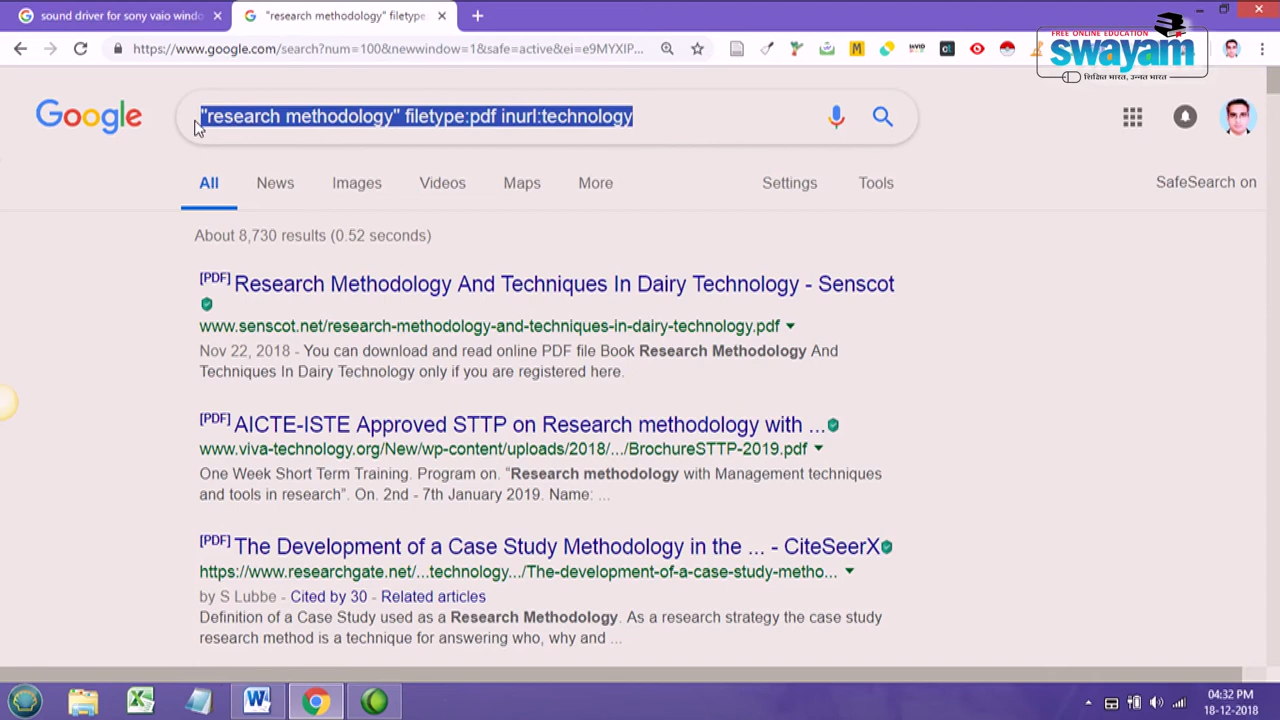 sound driver for sony vaio windo
"research methodology" filetype:
https://www.google.com/search?num=100&newwindow=1&safe=active&ei=e9MYXIP...
FREE ONLINE EDUCATION
swayam
शिक्षित भारत, उन्नत भारत
Google
"research methodology" filetype:pdf inurl:technology
All
News
Images
Videos
Maps
More
Settings
Tools
SafeSearch on
About 8,730 results (0.52 seconds)
[PDF] Research Methodology And Techniques In Dairy Technology - Senscot
www.senscot.net/research-methodology-and-techniques-in-dairy-technology.pdf
Nov 22, 2018 - You can download and read online PDF file Book Research Methodology And
Techniques In Dairy Technology only if you are registered here.
[PDF] AICTE-ISTE Approved STTP on Research methodology with ...
www.viva-technology.org/New/wp-content/uploads/2018/.../BrochureSTTP-2019.pdf
One Week Short Term Training. Program on. "Research methodology with Management techniques
and tools in research". On. 2nd - 7th January 2019. Name: ...
[PDF] The Development of a Case Study Methodology in the ... - CiteSeerX
https://www.researchgate.net/...technology.../The-development-of-a-case-study-metho...
by S Lubbe - Cited by 30 - Related articles
Definition of a Case Study used as a Research Methodology. As a research strategy the case study
research method is a technique for answering who, why and ...
04:32 PM
18-12-2018